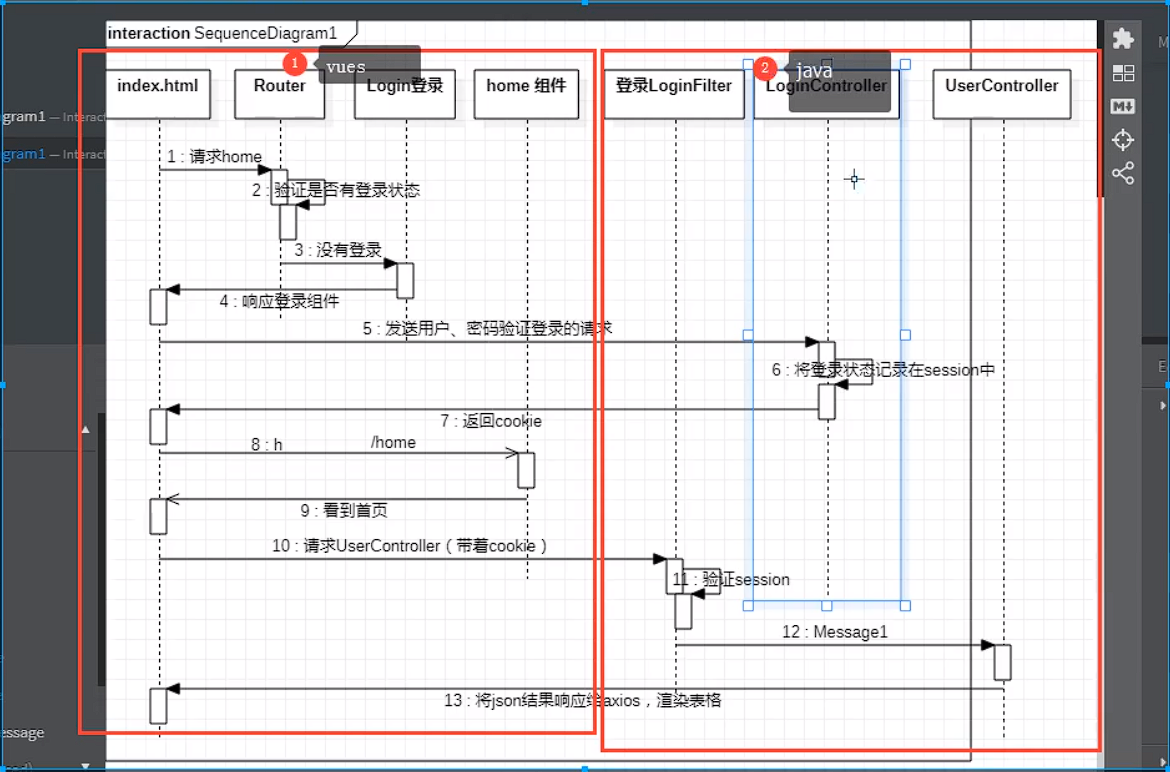 interaction SequenceDiagram1
1
vues
2
java
index.html
Router
Login登录
home 组件
登录LoginFilter
LoginController
UserController
gram1 — Interac
gram1 — Interact
1 : 请求home
2 : 验证是否有登录状态
3 : 没有登录
4 : 响应登录组件
5 : 发送用户、密码验证登录的请求
6 : 将登录状态记录在session中
7 : 返回cookie
8 : h /home
9 : 看到首页
10 : 请求UserController（带着cookie）
11 : 验证session
12 : Message1
13 : 将json结果响应给axios，渲染表格
essage
M
E